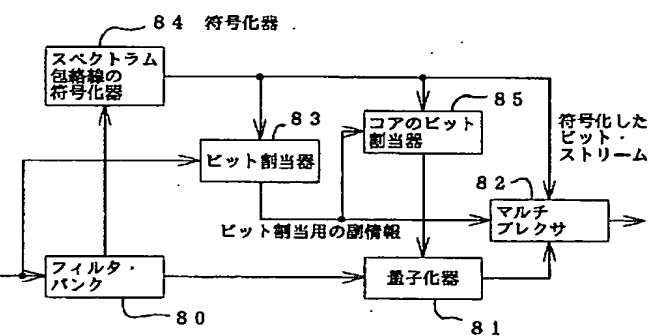 84 符号化器
スペクトラム
包絡線の
符号化器
83
ビット割当器
85
コアのビット
割当器
符号化した
ビット・
ストリーム
82
マルチ
プレクサ
ビット割当用の副情報
フィルタ・
バンク
80
量子化器
81